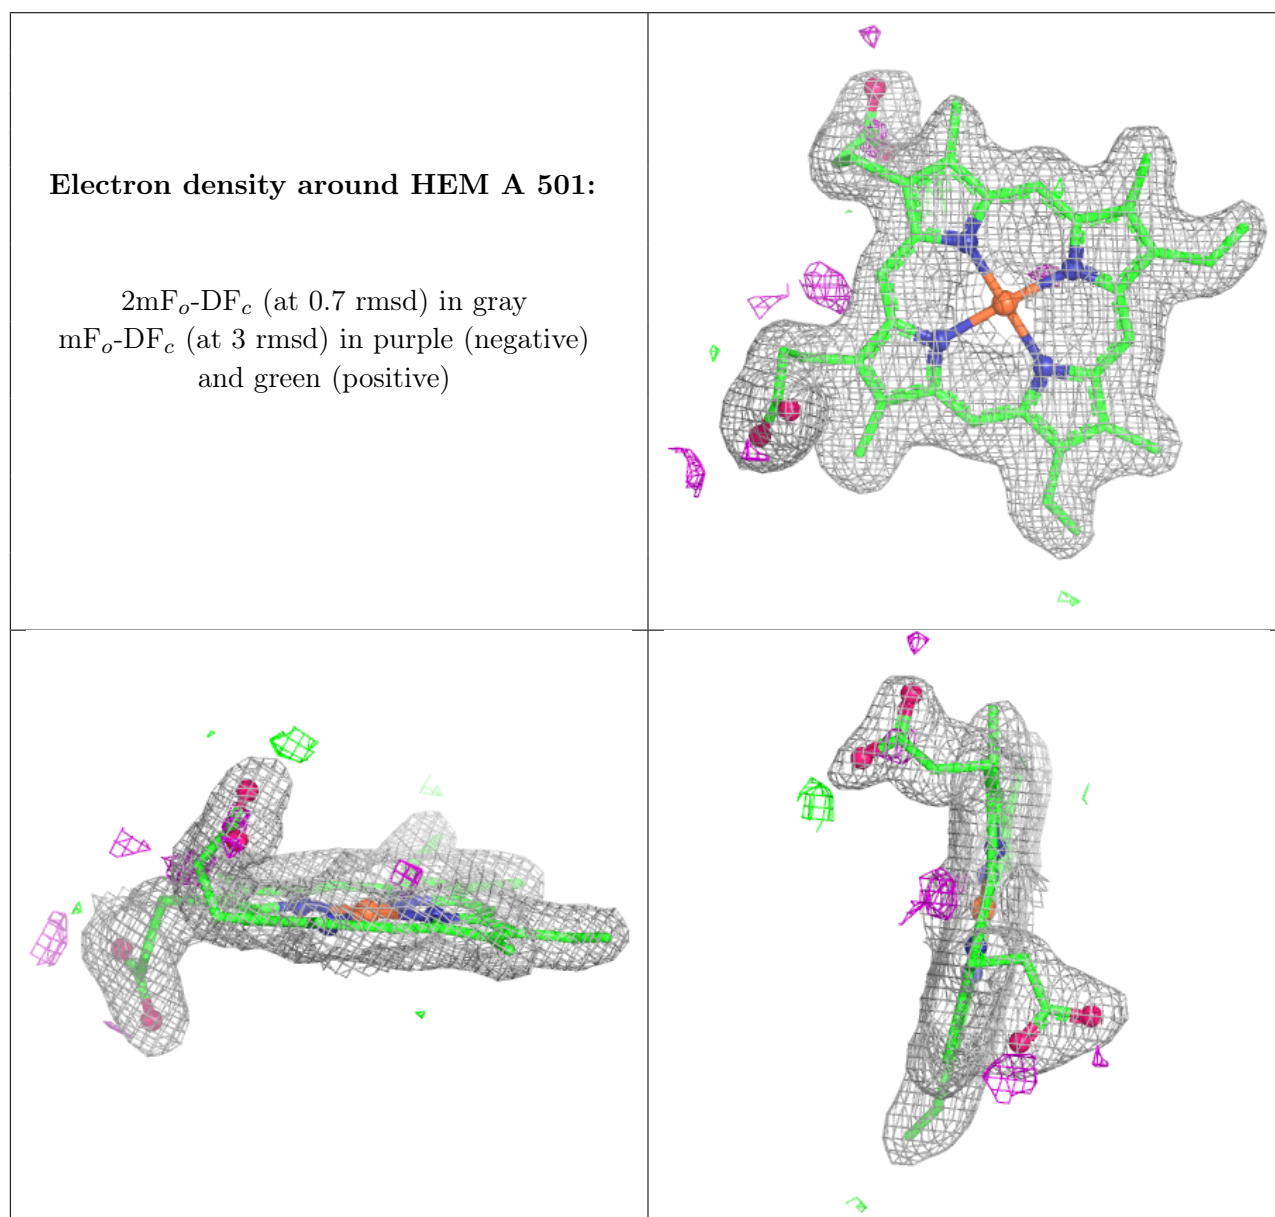 Electron density around HEM A 501:
2mFo-DFc (at 0.7 rmsd) in gray
mFo-DFc (at 3 rmsd) in purple (negative)
and green (positive)